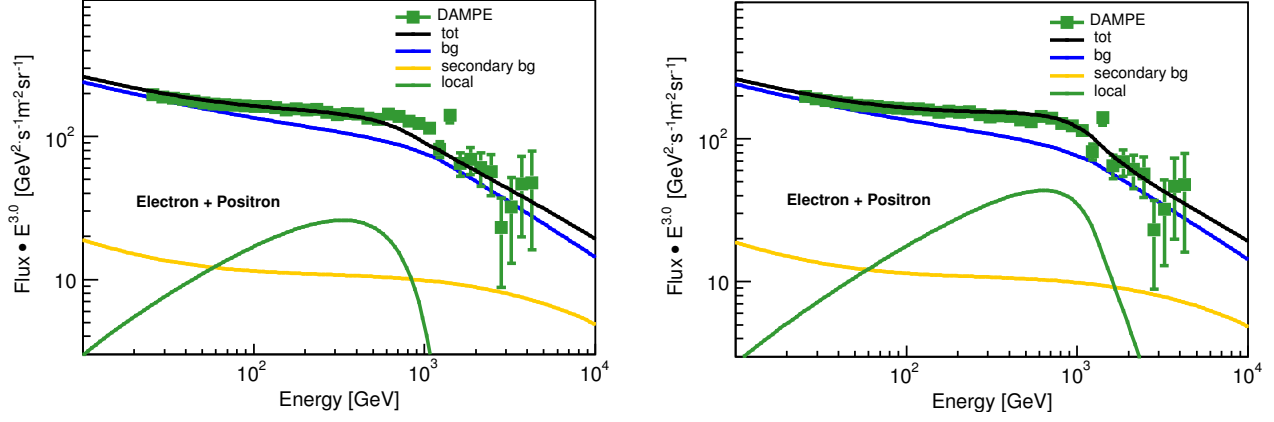 DAMPE
tot
bg
secondary bg
local
Flux • E^3.0 [GeV^2·s^-1m^2sr^-1]
10^2
10
Electron + Positron
10^2 10^3 10^4
Energy [GeV]
DAMPE
tot
bg
secondary bg
local
Flux • E^3.0 [GeV^2·s^-1m^2sr^-1]
10^2
10
Electron + Positron
10^2 10^3 10^4
Energy [GeV]